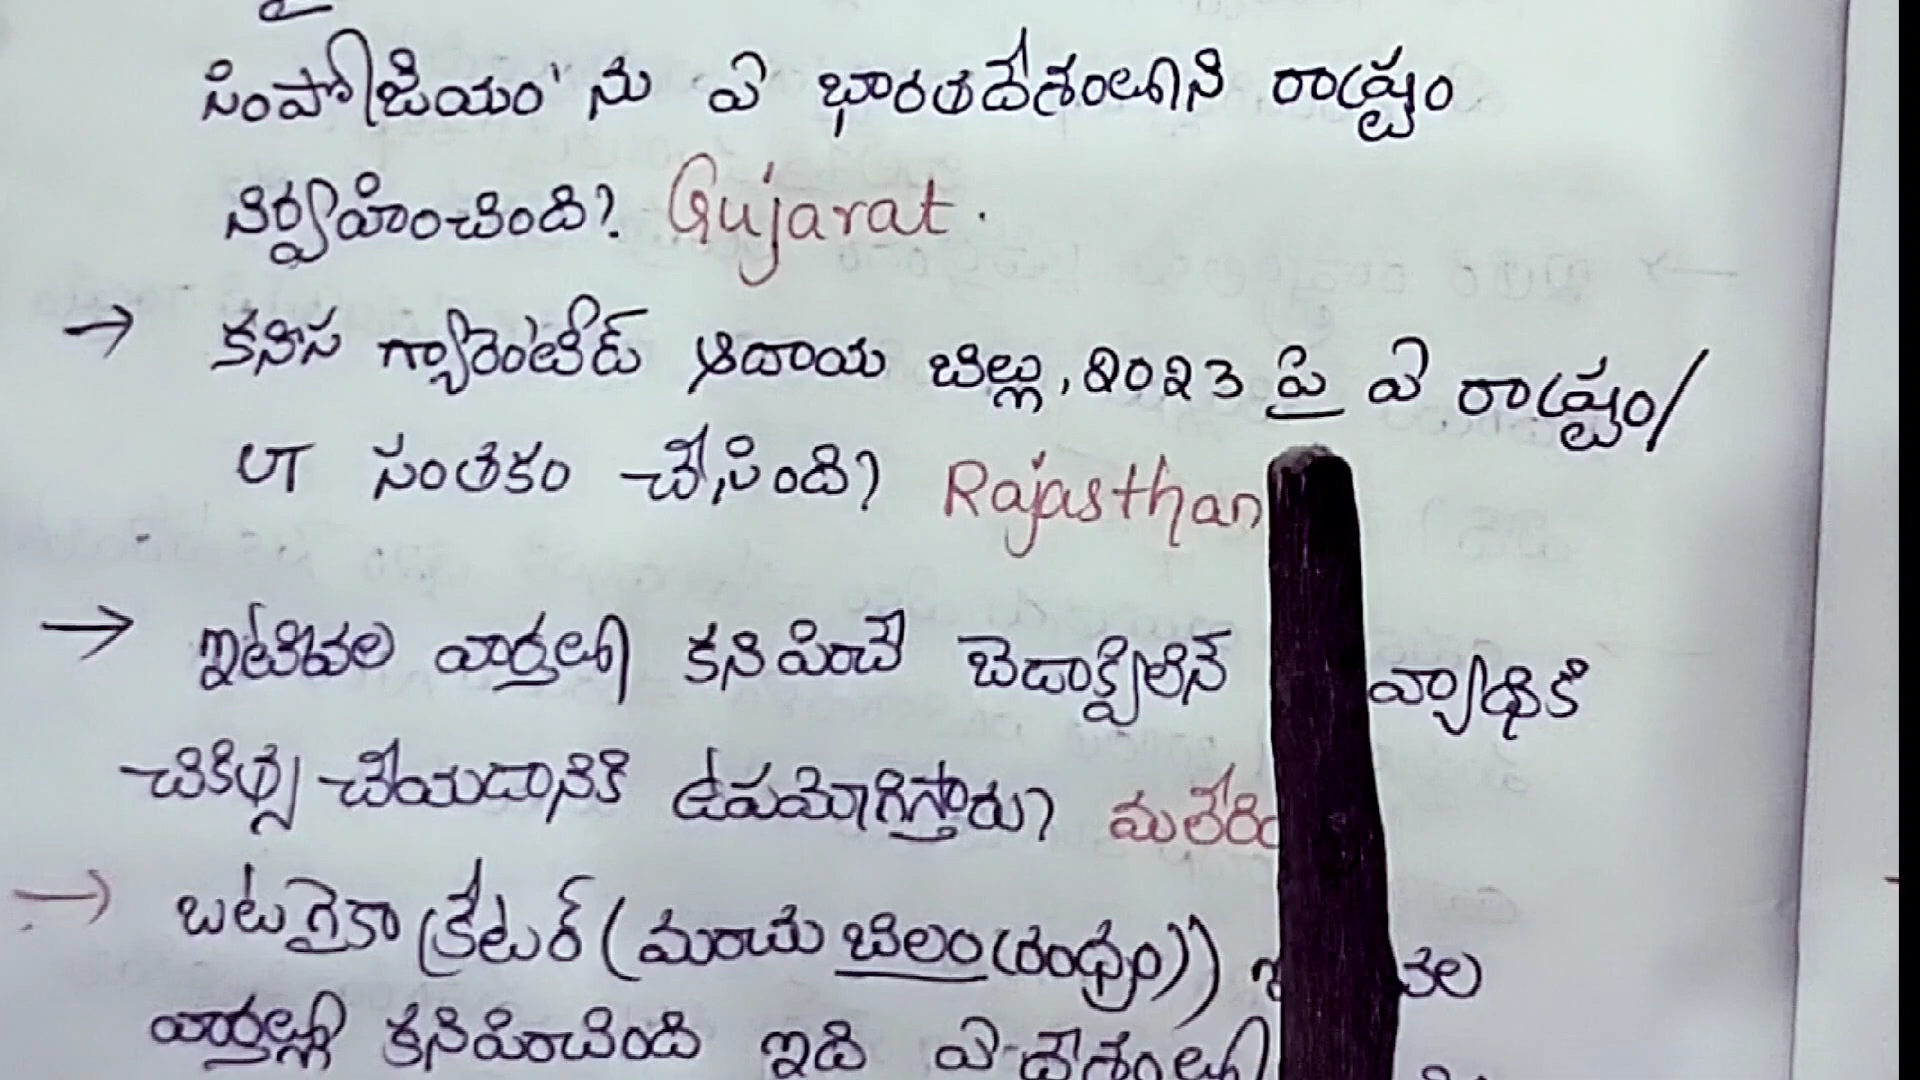 సింపోజియం' ను ఏ భారతదేశంలోని రాష్ట్రం
నిర్వహించింది? Gujarat.
→ కనీస గ్యారెంటీడ్ ఆదాయ బిల్లు, 2023 పై ఏ రాష్ట్రం/
UT సంతకం చేసింది? Rajasthan
→ ఇటీవల వార్తల్లో కనిపించే బెడాక్విలిన్ వ్యాధికి
చికిత్స చేయడానికి ఉపయోగిస్తారు?
→ బటగైకా క్రేటర్ (మంచు బిలం(రంధ్రం))
వార్తల్లో కనిపించింది ఇది ఏ దేశంలో